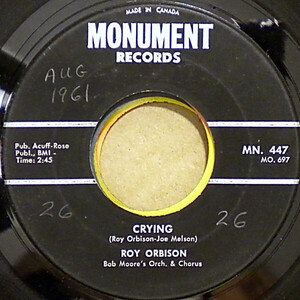 MADE IN CANADA
MONUMENT
RECORDS
AUG
1961
Pub. Acuff-Rose
Publ., BMI -
Time: 2:45
MN. 447
MO. 697
26
26
CRYING
(Roy Orbison-Joe Melson)
ROY ORBISON
Bob Moore's Orch. & Chorus